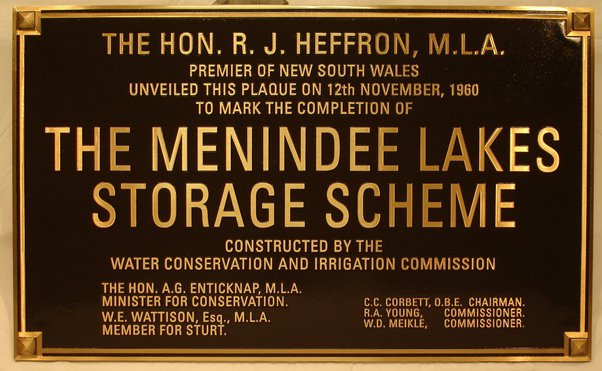 THE HON. R. J. HEFFRON, M.L.A.
PREMIER OF NEW SOUTH WALES
UNVEILED THIS PLAQUE ON 12th NOVEMBER, 1960
TO MARK THE COMPLETION OF
THE MENINDEE LAKES
STORAGE SCHEME
CONSTRUCTED BY THE
WATER CONSERVATION AND IRRIGATION COMMISSION
THE HON. A.G. ENTICKNAP, M.L.A.
MINISTER FOR CONSERVATION.
W.E. WATTISON, Esq., M.L.A.
MEMBER FOR STURT.
C.C. CORBETT, O.B.E. CHAIRMAN.
R.A. YOUNG, COMMISSIONER.
W.D. MEIKLE, COMMISSIONER.